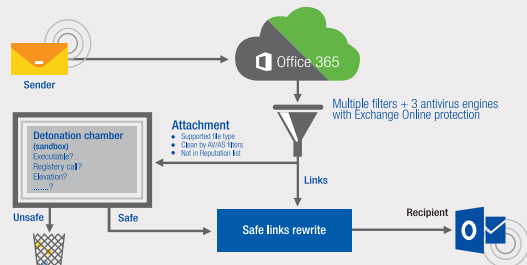 Office 365
Sender
Multiple filters + 3 antivirus engines
with Exchange Online protection
Attachment
Supported file type
Clean by AV/AS filters
Not in Reputation list
Detonation chamber
(sandbox)
Executable?
Registery call?
Elevation?
.......?
Links
Unsafe
Safe
Safe links rewrite
Recipient
O